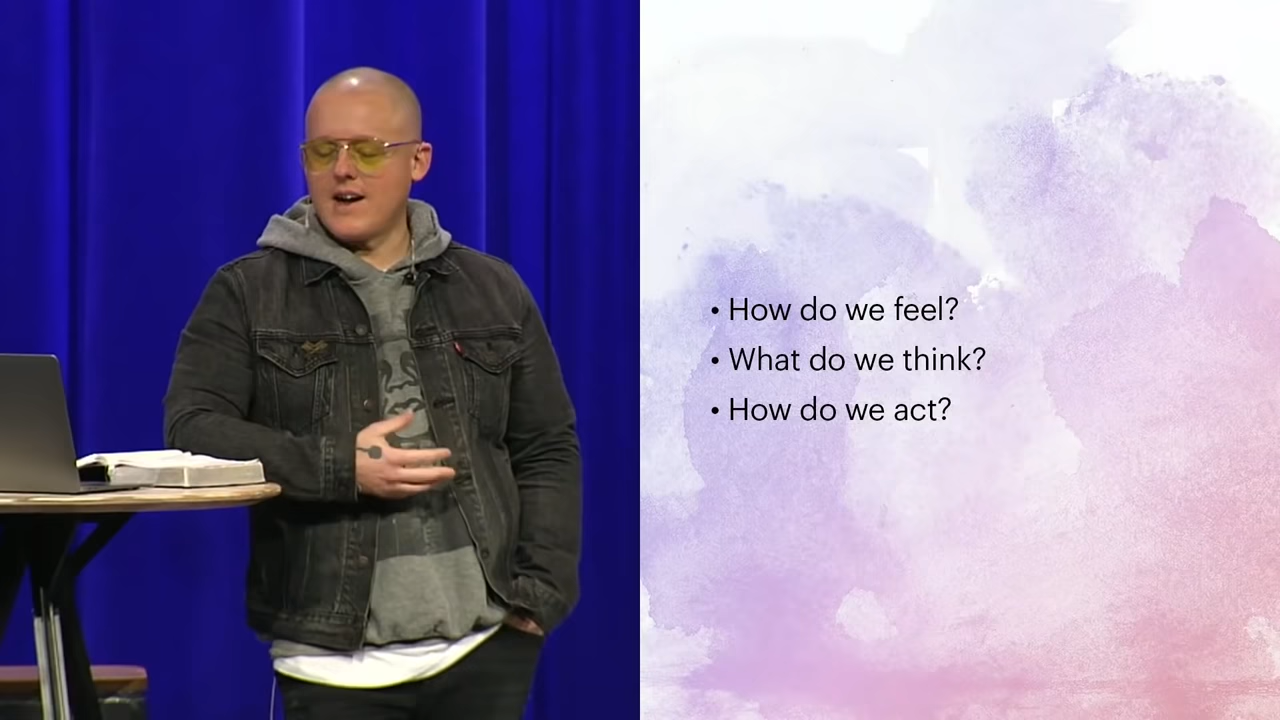 • How do we feel?
• What do we think?
• How do we act?